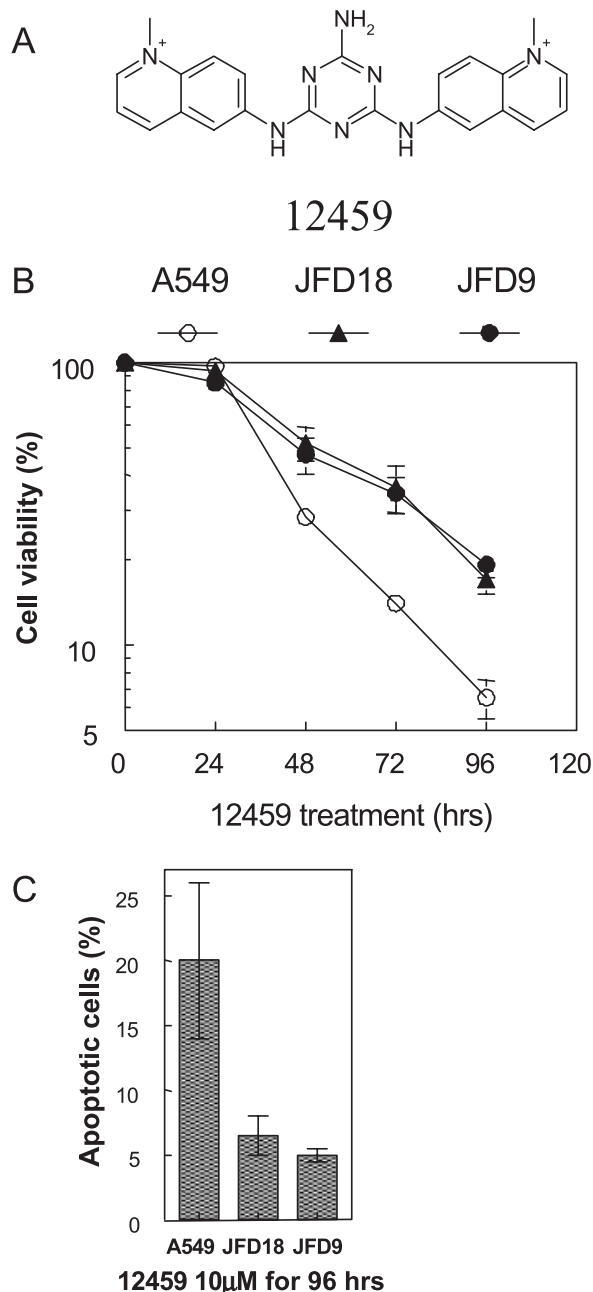 A
NH2
N+
N
N
N+
N
H
N
N
H
12459
B
A549 JFD18 JFD9
100
10
5
Cell viability (%)
0 24 48 72 96 120
12459 treatment (hrs)
C
25
20
15
10
5
0
Apoptotic cells (%)
A549 JFD18 JFD9
12459 10µM for 96 hrs